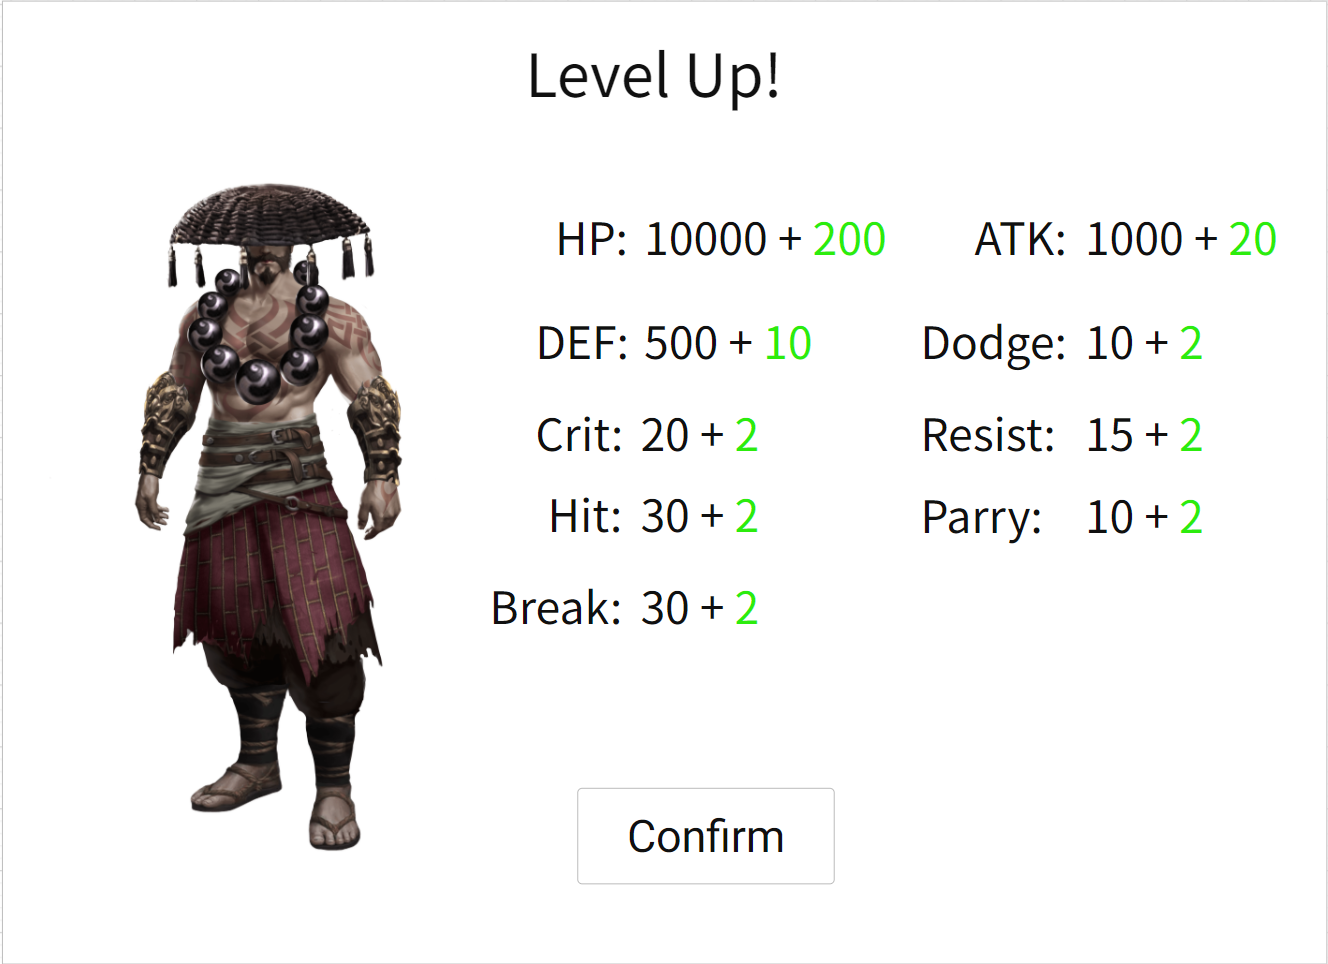 Level Up!
HP: 10000 + 200
ATK: 1000 + 20
DEF: 500 + 10
Dodge: 10 + 2
Crit: 20 + 2
Resist: 15 + 2
Hit: 30 + 2
Parry: 10 + 2
Break: 30 + 2
Confirm